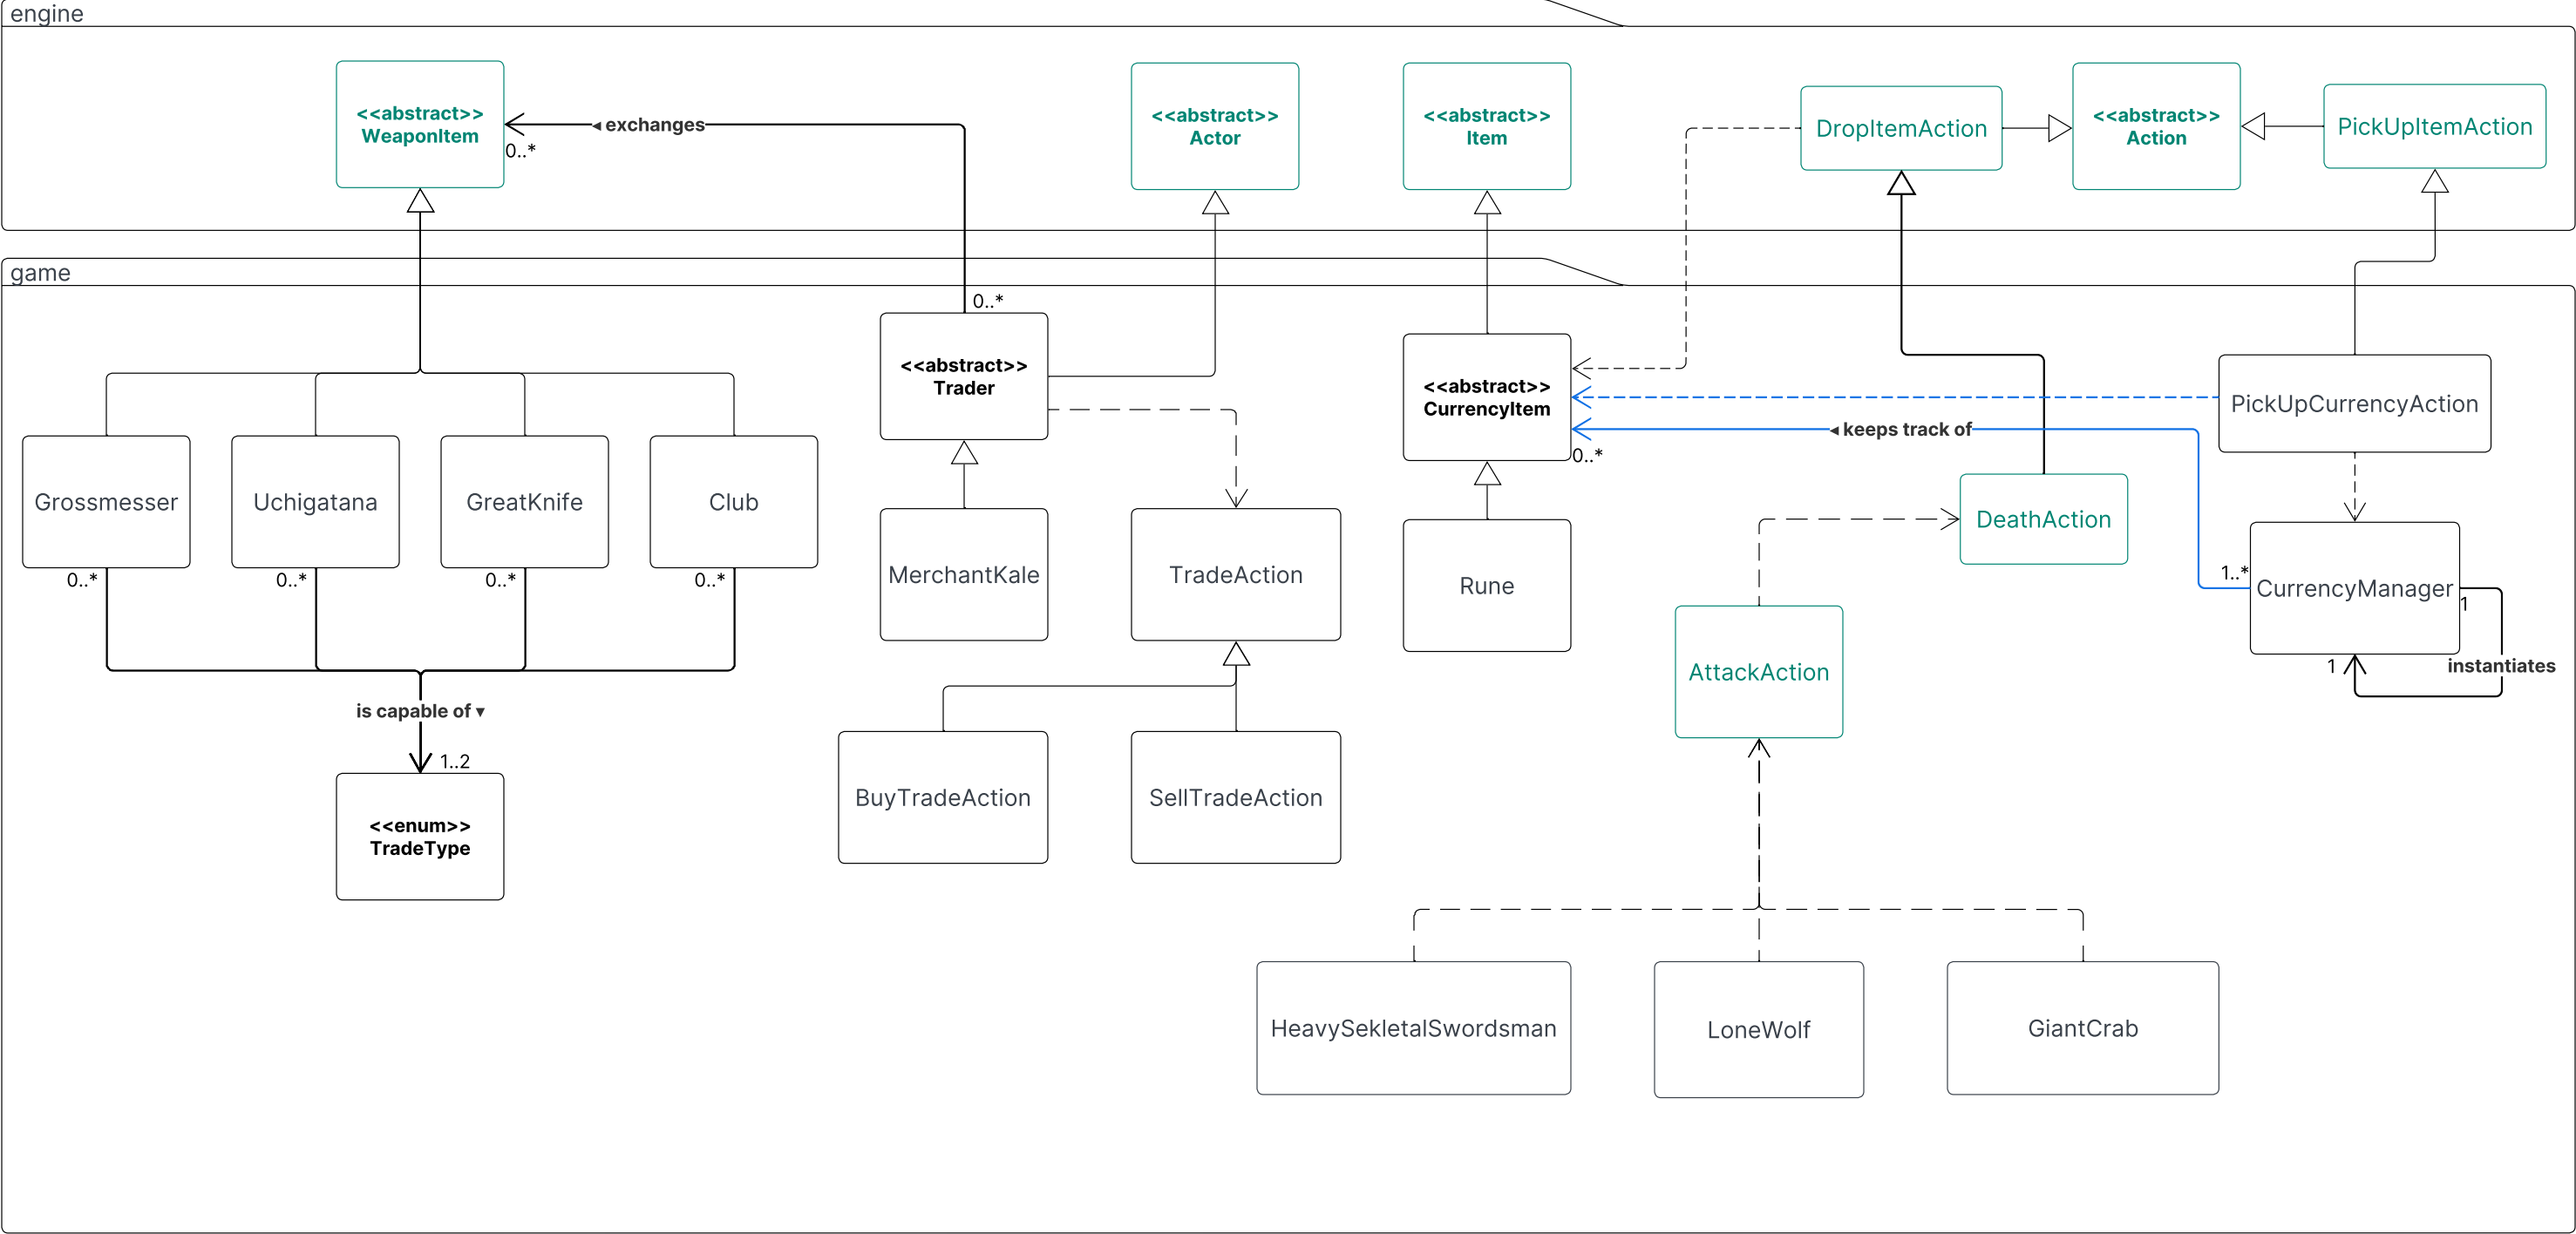 engine
<<abstract>>
WeaponItem
◂ exchanges
0..*
<<abstract>>
Actor
<<abstract>>
Item
DropItemAction
<<abstract>>
Action
PickUpItemAction
game
0..*
<<abstract>>
Trader
<<abstract>>
CurrencyItem
PickUpCurrencyAction
◂ keeps track of
0..*
Grossmesser
Uchigatana
GreatKnife
Club
0..*
0..*
0..*
0..*
MerchantKale
TradeAction
Rune
DeathAction
1..*
CurrencyManager
1
1
instantiates
AttackAction
is capable of ▾
1..2
<<enum>>
TradeType
BuyTradeAction
SellTradeAction
HeavySekletalSwordsman
LoneWolf
GiantCrab